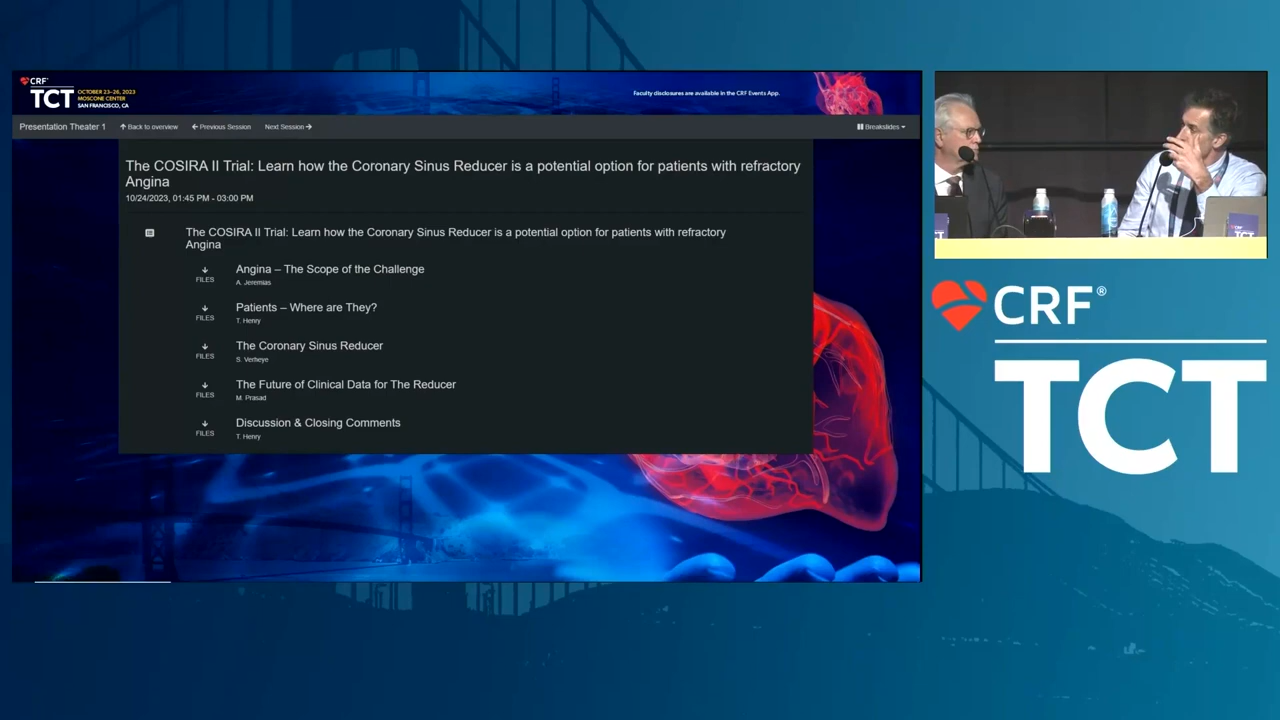 CRF®
TCT
OCTOBER 23–26, 2023
MOSCONE CENTER
SAN FRANCISCO, CA
Faculty disclosures are available in the CRF Events App.
Presentation Theater 1
Back to overview
Previous Session
Next Session
Breakslides
The COSIRA II Trial: Learn how the Coronary Sinus Reducer is a potential option for patients with refractory
Angina
10/24/2023, 01:45 PM - 03:00 PM
The COSIRA II Trial: Learn how the Coronary Sinus Reducer is a potential option for patients with refractory
Angina
FILES
Angina – The Scope of the Challenge
A. Jeremias
FILES
Patients – Where are They?
T. Henry
FILES
The Coronary Sinus Reducer
S. Verheye
FILES
The Future of Clinical Data for The Reducer
M. Prasad
FILES
Discussion & Closing Comments
T. Henry
CRF®
TCT
TCT